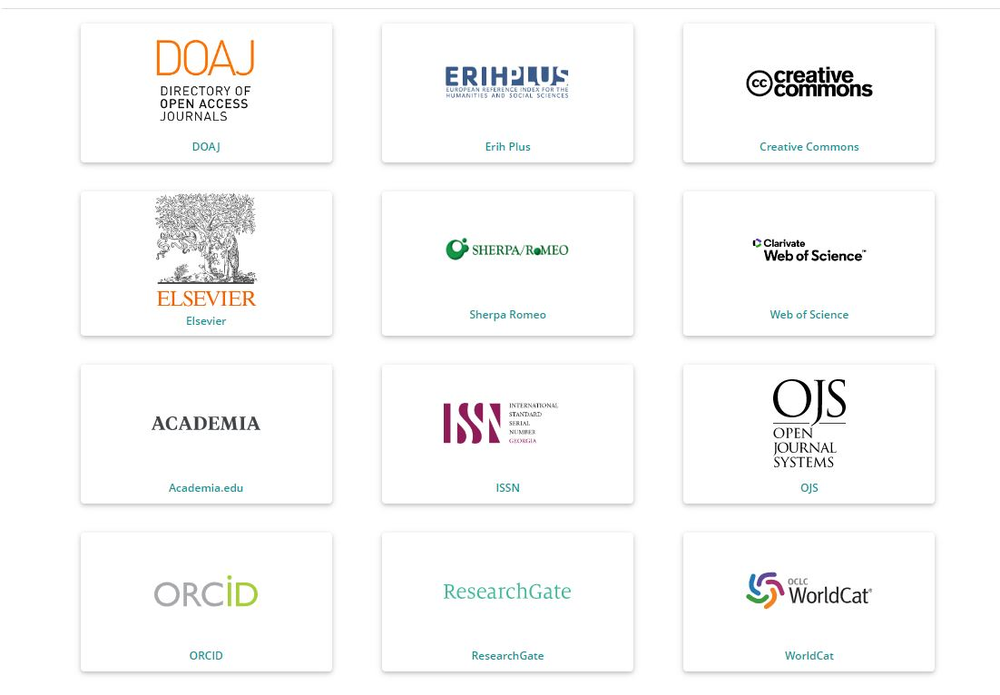 DOAJ
DIRECTORY OF
OPEN ACCESS
JOURNALS
DOAJ
ERIHPLUS
EUROPEAN REFERENCE INDEX FOR THE
HUMANITIES AND SOCIAL SCIENCES
Erih Plus
cc creative
commons
Creative Commons
ELSEVIER
Elsevier
SHERPA/RoMEO
Sherpa Romeo
Clarivate
Web of Science™
Web of Science
ACADEMIA
Academia.edu
ISSN
INTERNATIONAL
STANDARD
SERIAL
NUMBER
GEORGIA
ISSN
OJS
OPEN
JOURNAL
SYSTEMS
OJS
ORCiD
ORCID
ResearchGate
ResearchGate
OCLC
WorldCat®
WorldCat